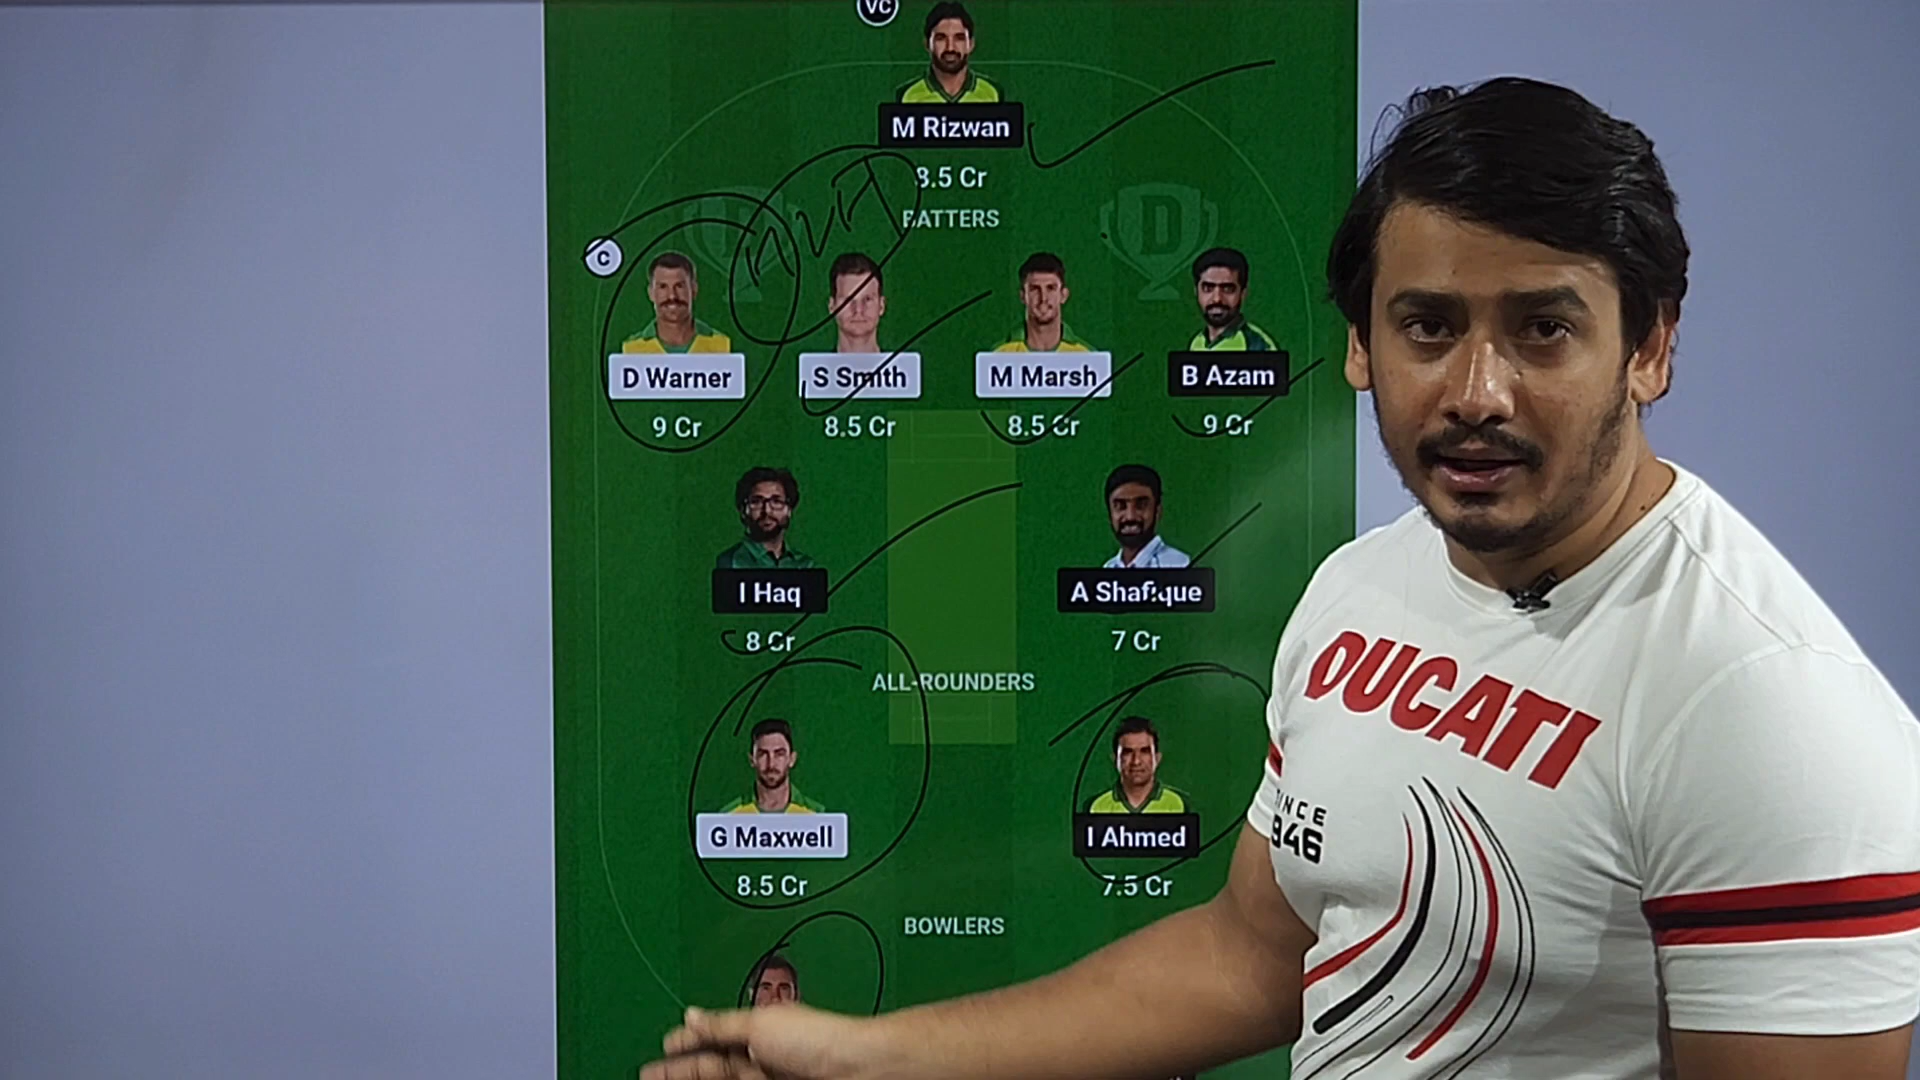 VC
M Rizwan
8.5 Cr
BATTERS
C
D Warner
S Smith
M Marsh
B Azam
9 Cr
8.5 Cr
8.5 Cr
9 Cr
I Haq
A Shafique
8 Cr
7 Cr
ALL-ROUNDERS
G Maxwell
I Ahmed
8.5 Cr
7.5 Cr
BOWLERS
D
D
DUCATI
SINCE
946